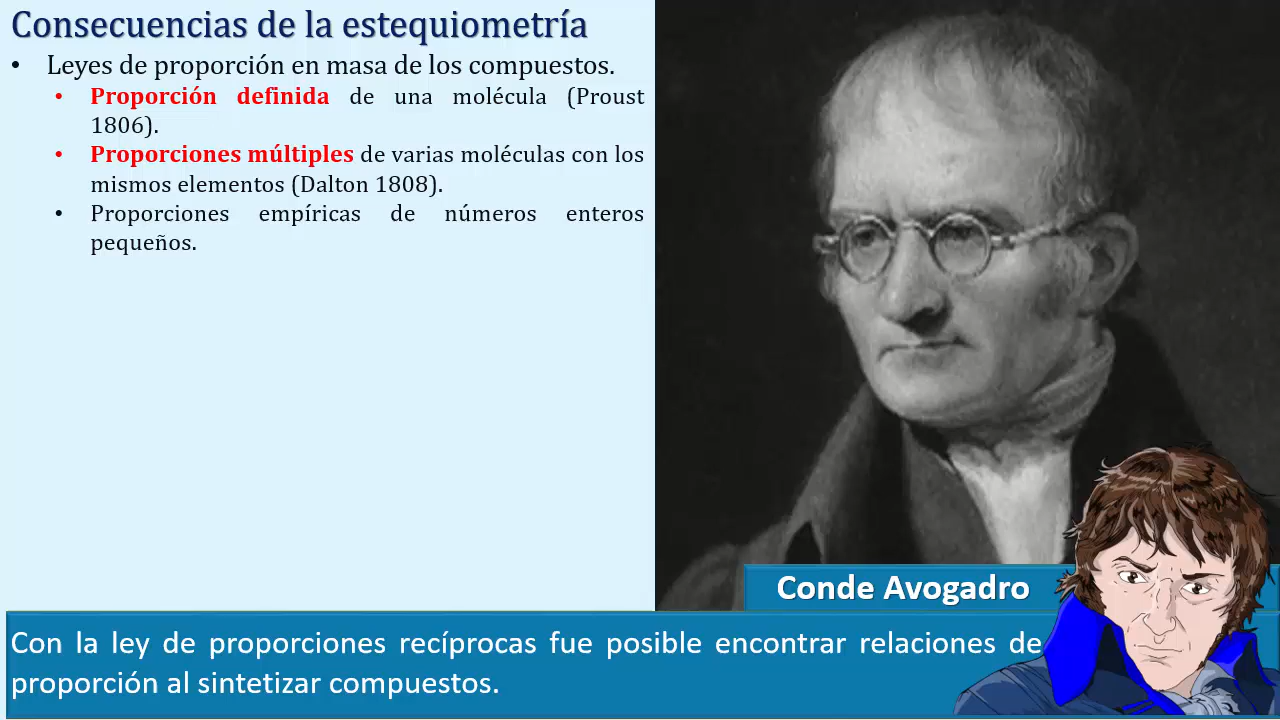 Consecuencias de la estequiometría
• Leyes de proporción en masa de los compuestos.
• Proporción definida de una molécula (Proust
1806).
• Proporciones múltiples de varias moléculas con los
mismos elementos (Dalton 1808).
• Proporciones empíricas de números enteros
pequeños.
Conde Avogadro
Con la ley de proporciones recíprocas fue posible encontrar relaciones de
proporción al sintetizar compuestos.